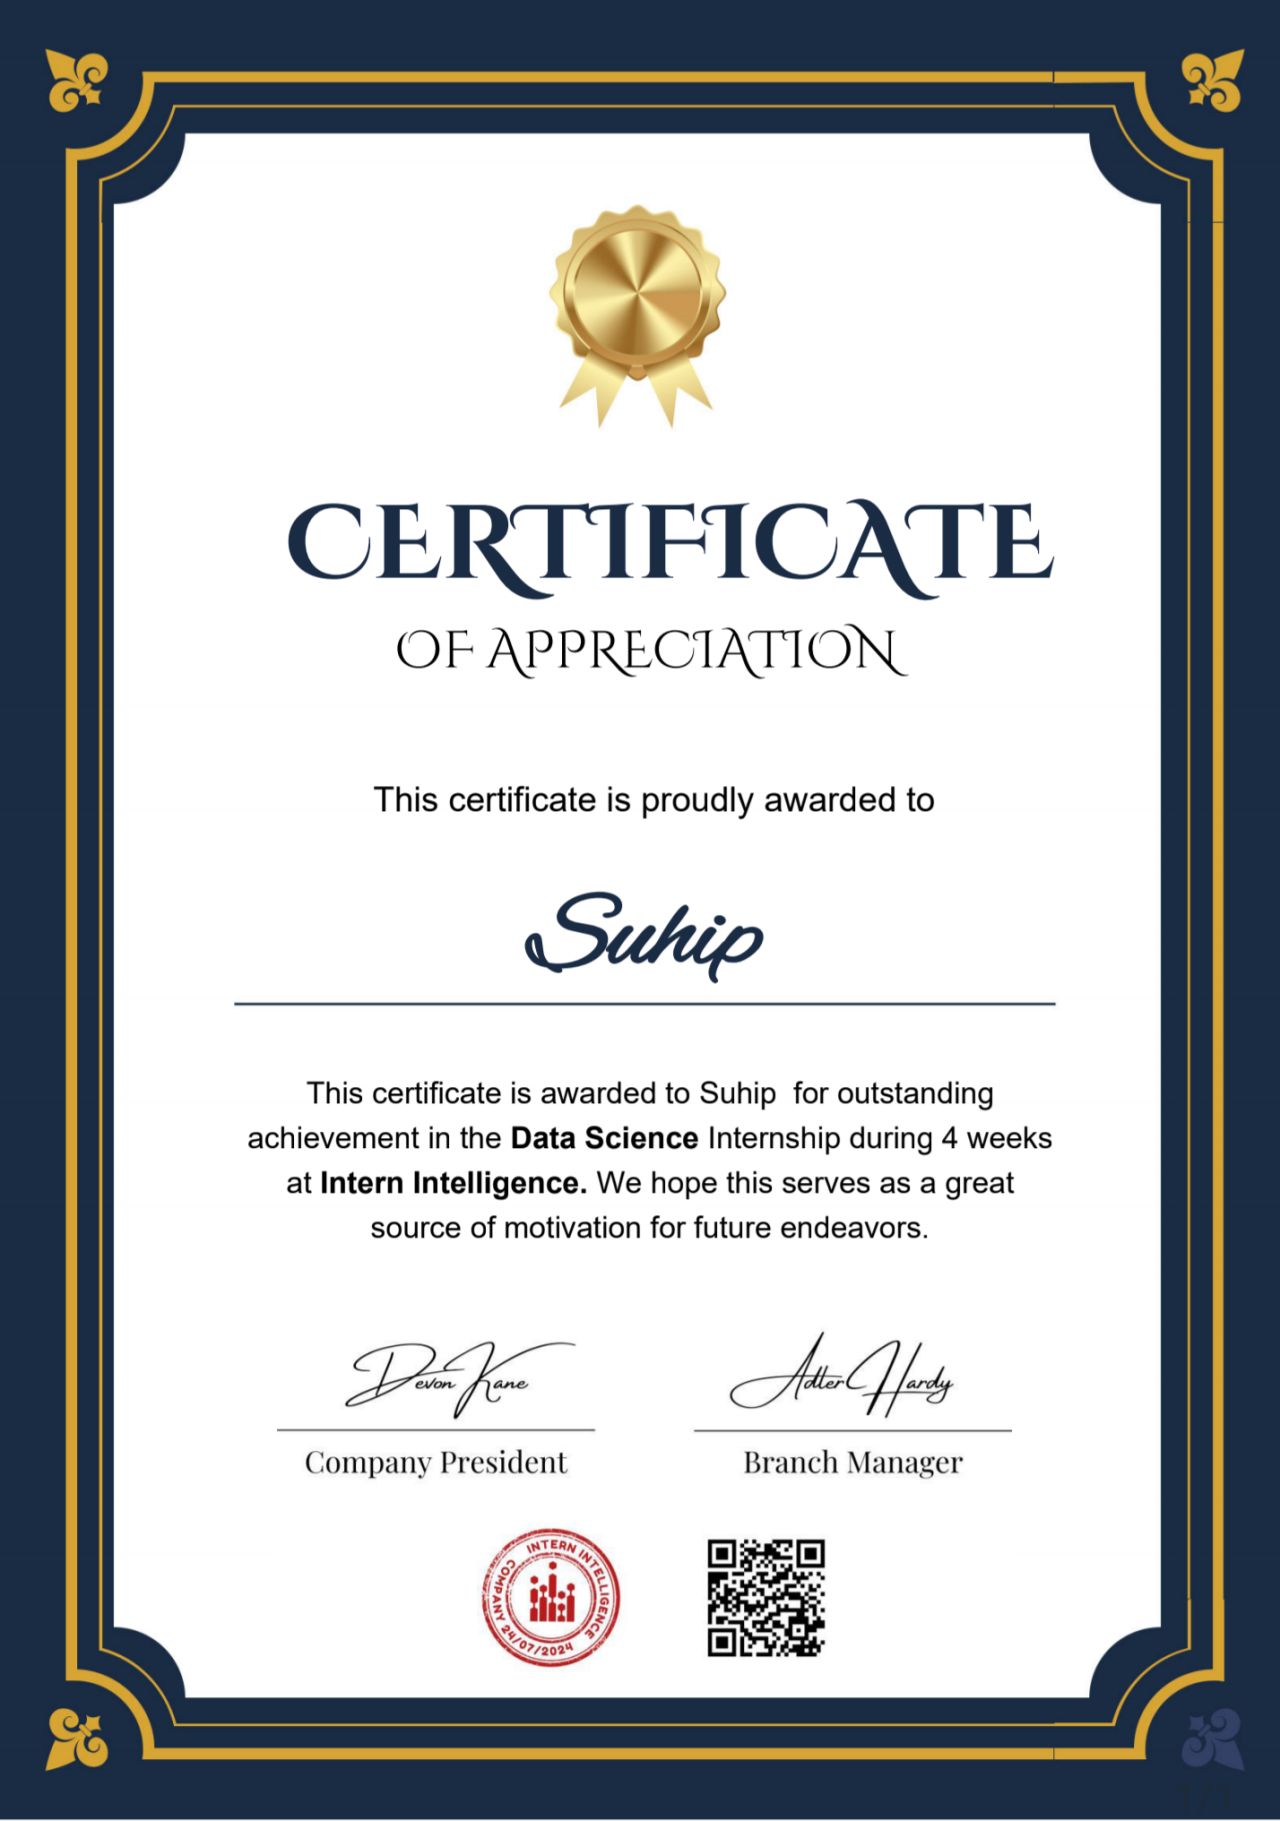 CERTIFICATE
OF APPRECIATION
This certificate is proudly awarded to
Suhip
This certificate is awarded to Suhip for outstanding
achievement in the Data Science Internship during 4 weeks
at Intern Intelligence. We hope this serves as a great
source of motivation for future endeavors.
Devon Kane
Adler Hardy
Company President
Branch Manager
INTERN INTELLIGENCE
COMPANY 24/07/2024
1/1